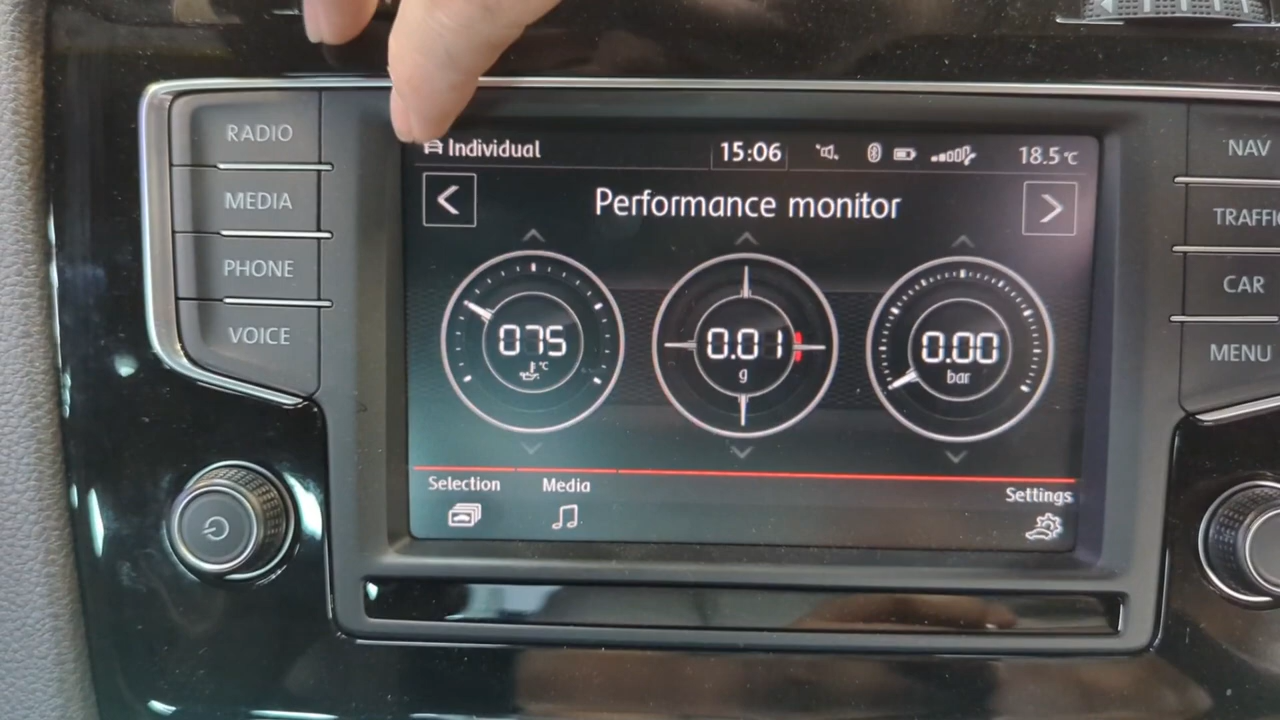 RADIO
MEDIA
PHONE
VOICE
Individual 15:06 18.5°C
Performance monitor
075
°C
0.01
g
0.00
bar
Selection Media Settings
NAV
TRAFFI
CAR
MENU